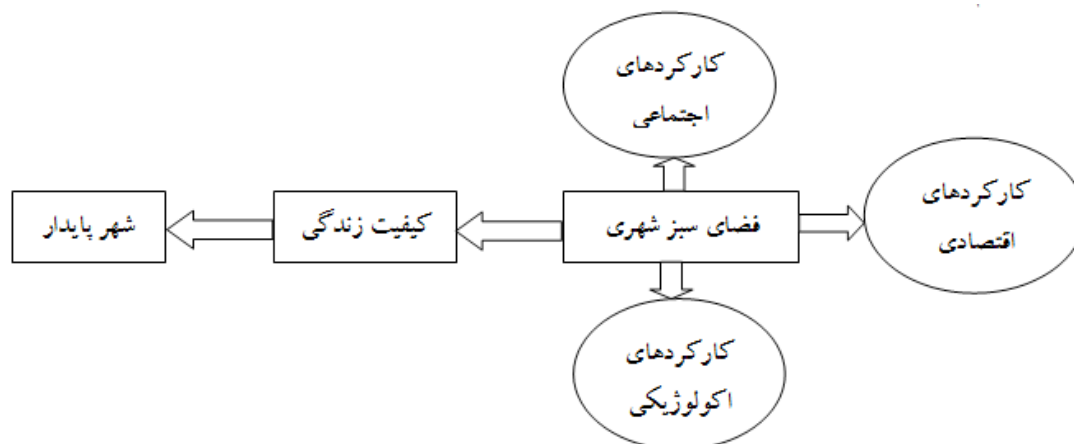 کارکردهای
اجتماعی
کارکردهای
اقتصادی
فضای سبز شهری
کیفیت زندگی
شهر پایدار
کارکردهای
اکولوژیکی